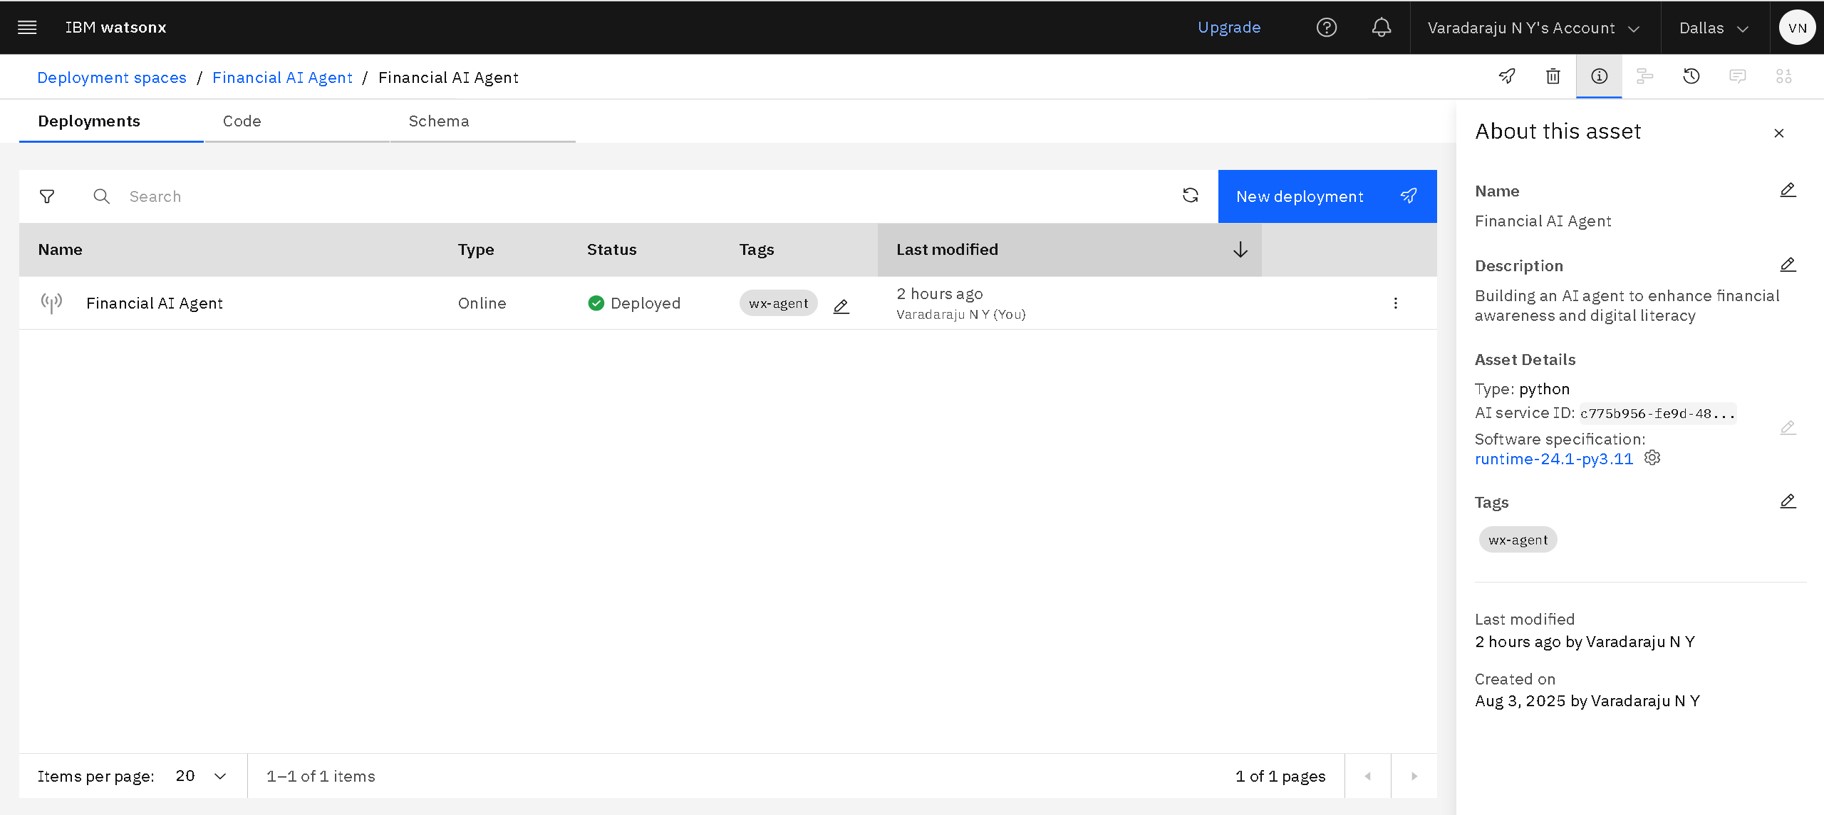 IBM watsonx
Upgrade
Varadaraju N Y's Account
Dallas
VN
Deployment spaces / Financial AI Agent / Financial AI Agent
Deployments
Code
Schema
Search
New deployment
Name
Type
Status
Tags
Last modified
Financial AI Agent
Online
Deployed
wx-agent
2 hours ago
Varadaraju N Y (You)
Items per page: 20
1–1 of 1 items
1 of 1 pages
About this asset
Name
Financial AI Agent
Description
Building an AI agent to enhance financial
awareness and digital literacy
Asset Details
Type: python
AI service ID: c775b956-fe9d-48...
Software specification:
runtime-24.1-py3.11
Tags
wx-agent
Last modified
2 hours ago by Varadaraju N Y
Created on
Aug 3, 2025 by Varadaraju N Y